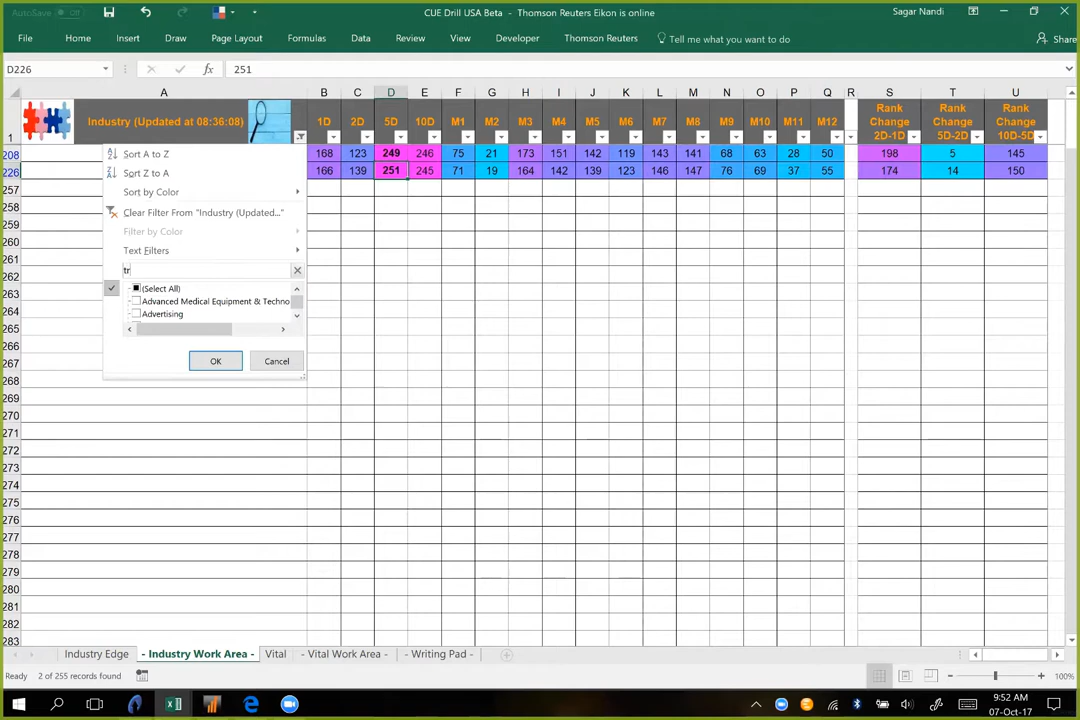 AutoSave Off CUE Drill USA Beta - Thomson Reuters Eikon is online Sagar Nandi
File Home Insert Draw Page Layout Formulas Data Review View Developer Thomson Reuters Tell me what you want to do Share
D226 fx 251
A B C D E F G H I J K L M N O P Q R S T U
1 Industry (Updated at 08:36:08) 1D 2D 5D 10D M1 M2 M3 M4 M5 M6 M7 M8 M9 M10 M11 M12 Rank Change 2D-1D Rank Change 5D-2D Rank Change 10D-5D
208 168 123 249 246 75 21 173 151 142 119 143 141 68 63 28 50 198 5 145
226 166 139 251 245 71 19 164 142 139 123 146 147 76 69 37 55 174 14 150
Sort A to Z
Sort Z to A
Sort by Color
Clear Filter From "Industry (Updated..."
Filter by Color
Text Filters
tr
(Select All)
Advanced Medical Equipment & Techno
Advertising
OK Cancel
257
258
259
260
261
262
263
264
265
266
267
268
269
270
271
272
273
274
275
276
277
278
279
280
281
282
283
Industry Edge - Industry Work Area - Vital - Vital Work Area - - Writing Pad -
Ready 2 of 255 records found 100%
9:52 AM
07-Oct-17